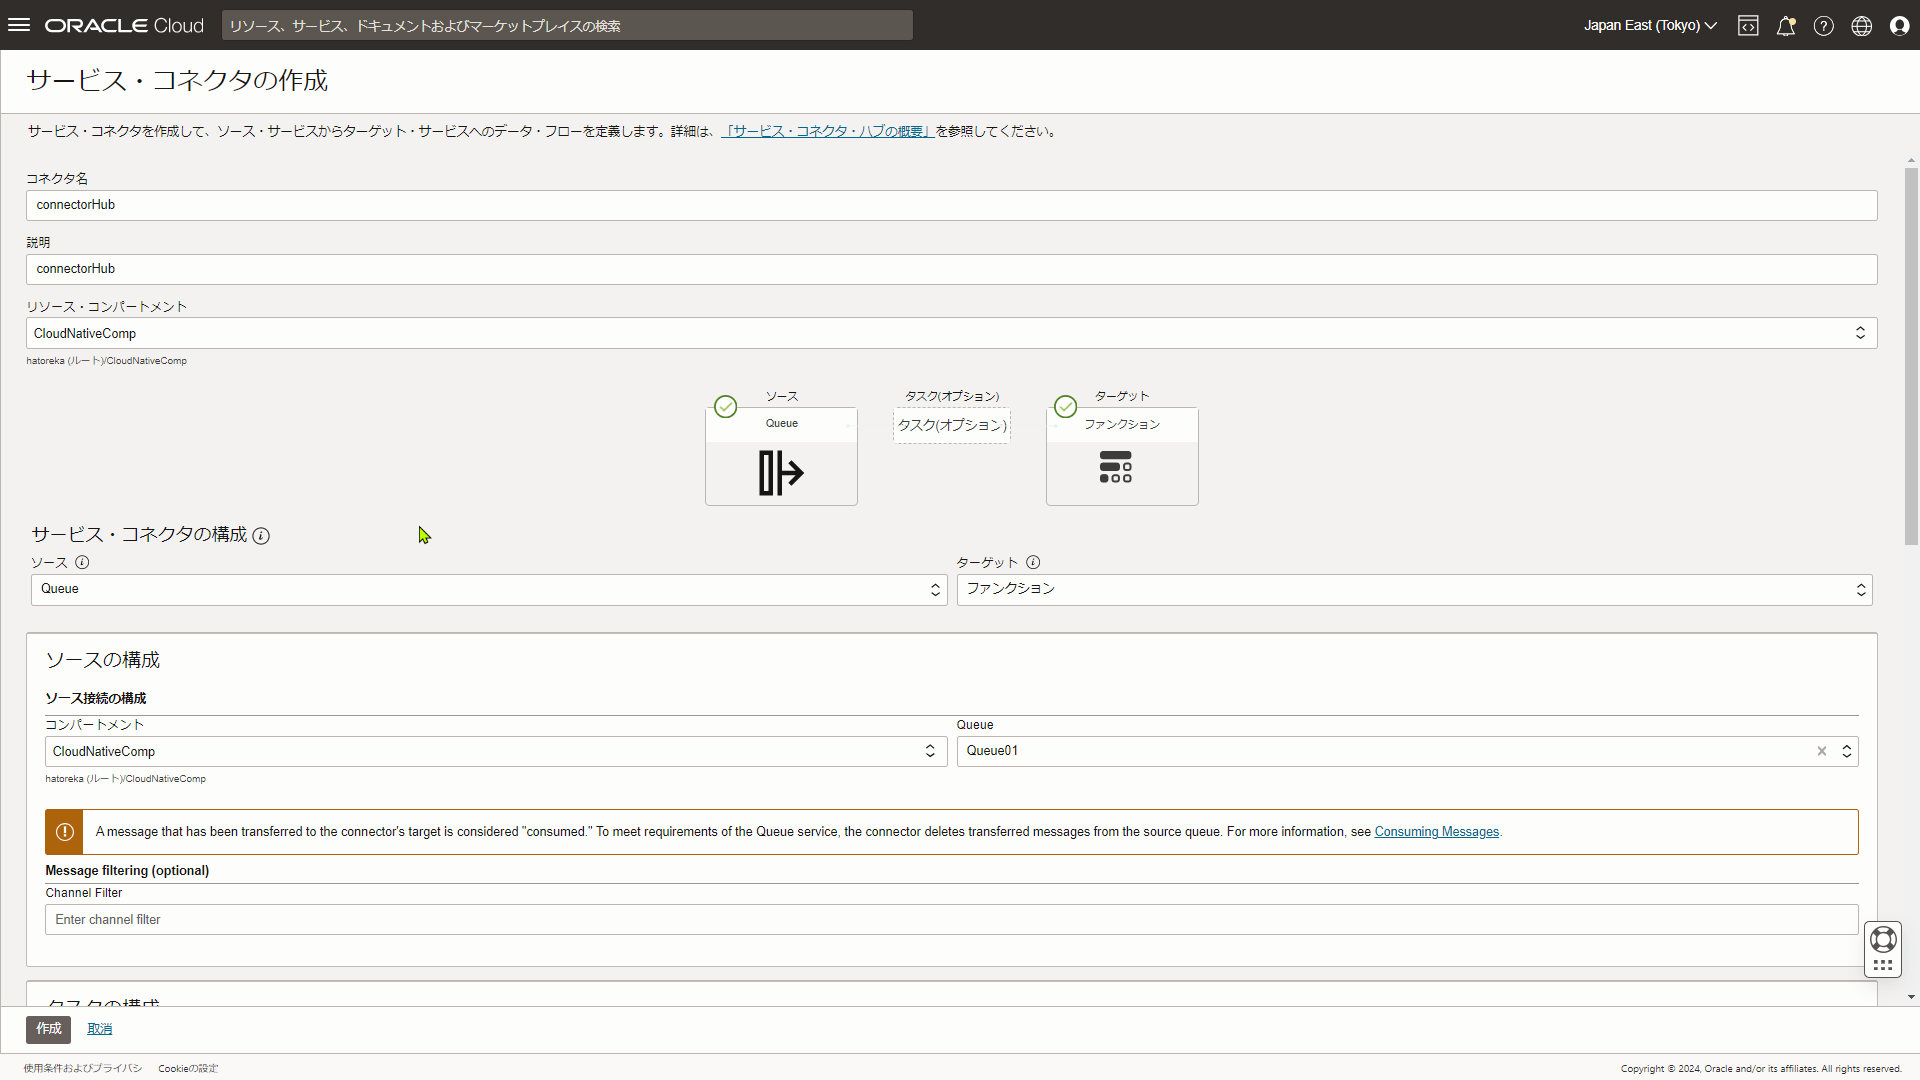 ORACLE Cloud
リソース、サービス、ドキュメントおよびマーケットプレイスの検索
Japan East (Tokyo)
サービス・コネクタの作成
サービス・コネクタを作成して、ソース・サービスからターゲット・サービスへのデータ・フローを定義します。詳細は、「サービス・コネクタ・ハブの概要」を参照してください。
コネクタ名
connectorHub
説明
connectorHub
リソース・コンパートメント
CloudNativeComp
hatoreka (ルート)/CloudNativeComp
ソース
タスク(オプション)
ターゲット
Queue
タスク(オプション)
ファンクション
サービス・コネクタの構成
ソース
ターゲット
Queue
ファンクション
ソースの構成
ソース接続の構成
コンパートメント
Queue
CloudNativeComp
Queue01
hatoreka (ルート)/CloudNativeComp
A message that has been transferred to the connector's target is considered "consumed." To meet requirements of the Queue service, the connector deletes transferred messages from the source queue. For more information, see Consuming Messages.
Message filtering (optional)
Channel Filter
Enter channel filter
タスクの構成
作成
取消
使用条件およびプライバシ
Cookieの設定
Copyright © 2024, Oracle and/or its affiliates. All rights reserved.